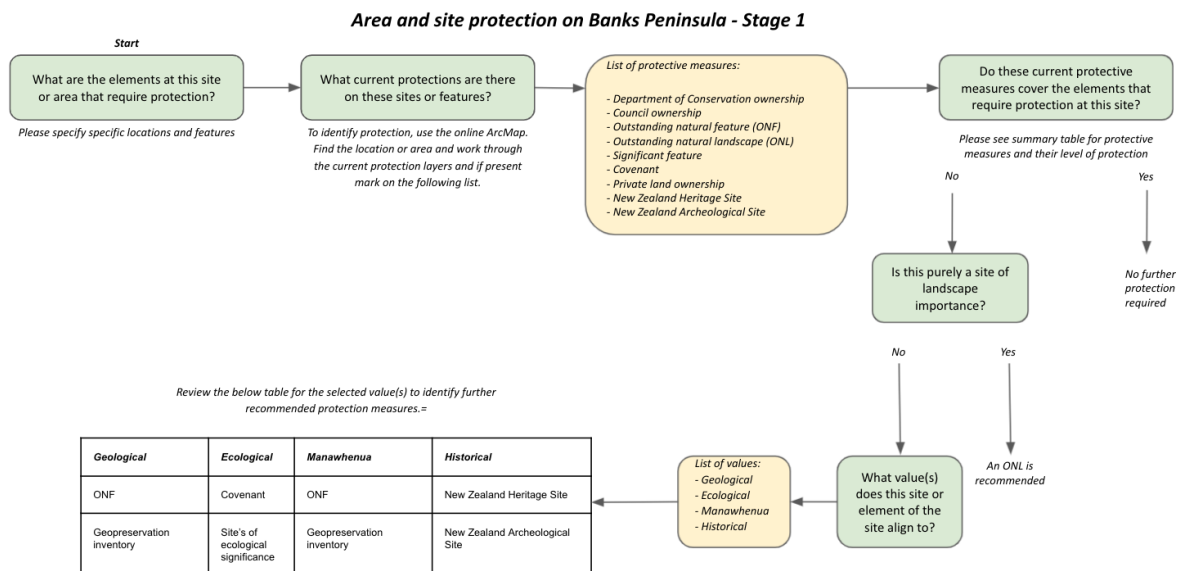 Area and site protection on Banks Peninsula - Stage 1
Start
What are the elements at this site
or area that require protection?
Please specify specific locations and features
What current protections are there
on these sites or features?
To identify protection, use the online ArcMap.
Find the location or area and work through
the current protection layers and if present
mark on the following list.
List of protective measures:
- Department of Conservation ownership
- Council ownership
- Outstanding natural feature (ONF)
- Outstanding natural landscape (ONL)
- Significant feature
- Covenant
- Private land ownership
- New Zealand Heritage Site
- New Zealand Archeological Site
Do these current protective
measures cover the elements that
require protection at this site?
Please see summary table for protective
measures and their level of protection
No
Yes
Is this purely a site of
landscape
importance?
No further
protection
required
No
Yes
An ONL is
recommended
What value(s)
does this site or
element of the
site align to?
List of values:
- Geological
- Ecological
- Manawhenua
- Historical
Review the below table for the selected value(s) to identify further
recommended protection measures.=
Geological Ecological Manawhenua Historical
ONF Covenant ONF New Zealand Heritage Site
Geopreservation
inventory
Site's of
ecological
significance
Geopreservation
inventory
New Zealand Archeological
Site